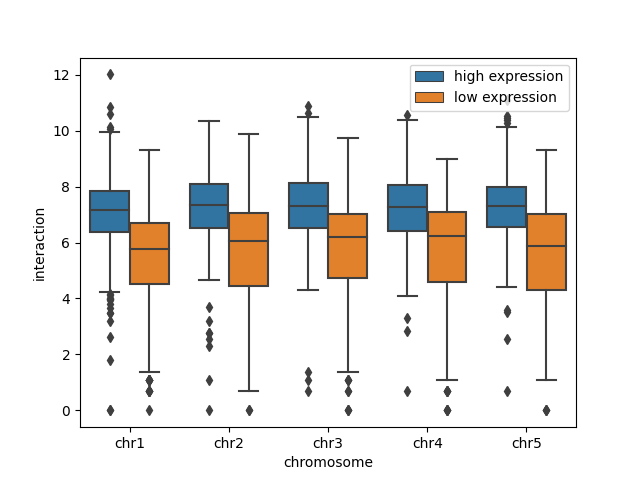 high expression
low expression
12
10
8
6
4
2
0
interaction
chr1 chr2 chr3 chr4 chr5
chromosome